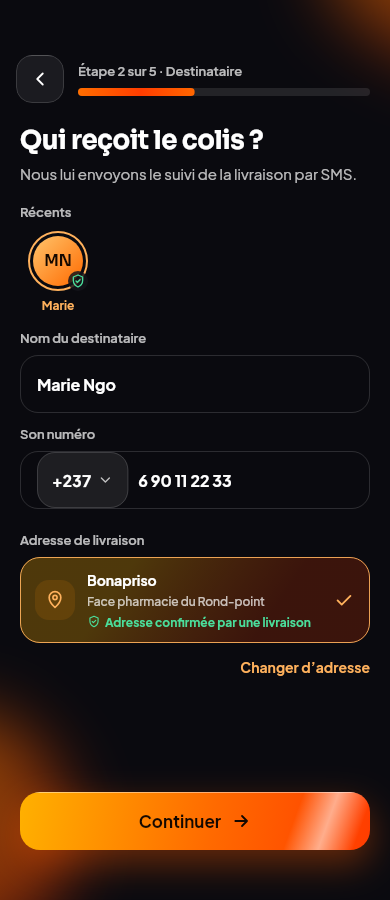 Étape 2 sur 5 · Destinataire
Qui reçoit le colis ?
Nous lui envoyons le suivi de la livraison par SMS.
Récents
MN
Marie
Nom du destinataire
Marie Ngo
Son numéro
+237 6 90 11 22 33
Adresse de livraison
Bonapriso
Face pharmacie du Rond-point
Adresse confirmée par une livraison
Changer d’adresse
Continuer